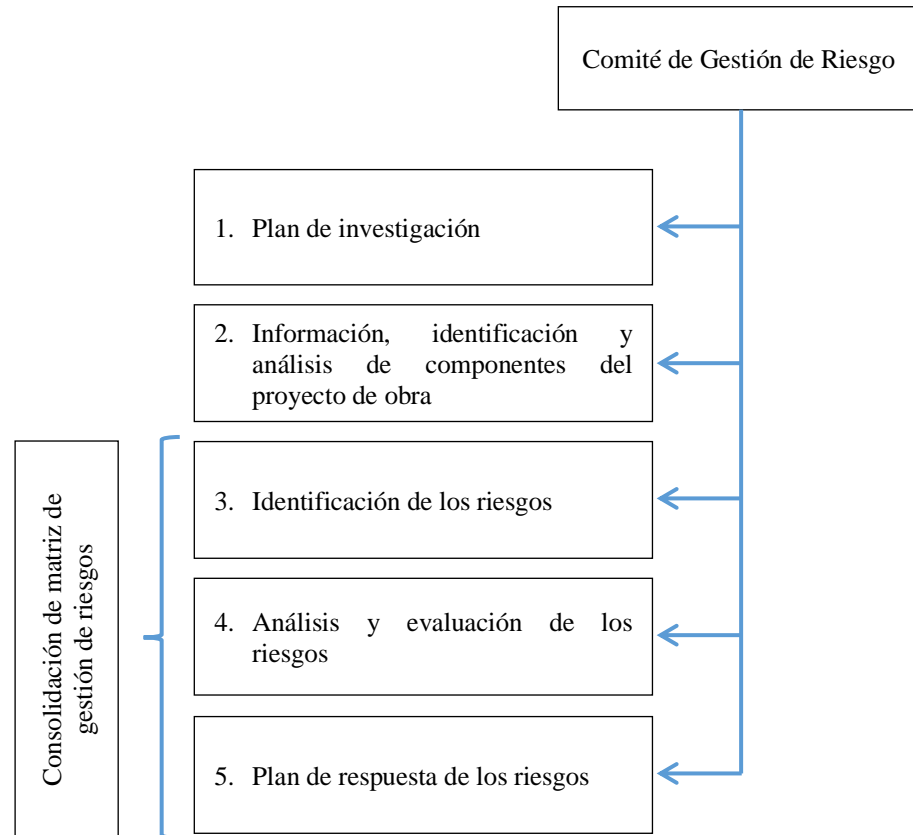 Comité de Gestión de Riesgo
1. Plan de investigación
2. Información, identificación y
análisis de componentes del
proyecto de obra
3. Identificación de los riesgos
4. Análisis y evaluación de los
riesgos
5. Plan de respuesta de los riesgos
Consolidación de matriz de
gestión de riesgos